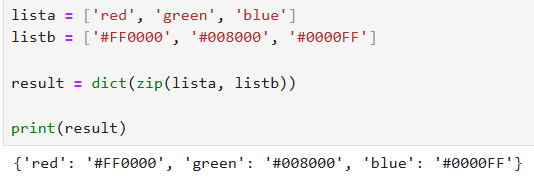 lista = ['red', 'green', 'blue']
listb = ['#FF0000', '#008000', '#0000FF']
result = dict(zip(lista, listb))
print(result)
{'red': '#FF0000', 'green': '#008000', 'blue': '#0000FF'}